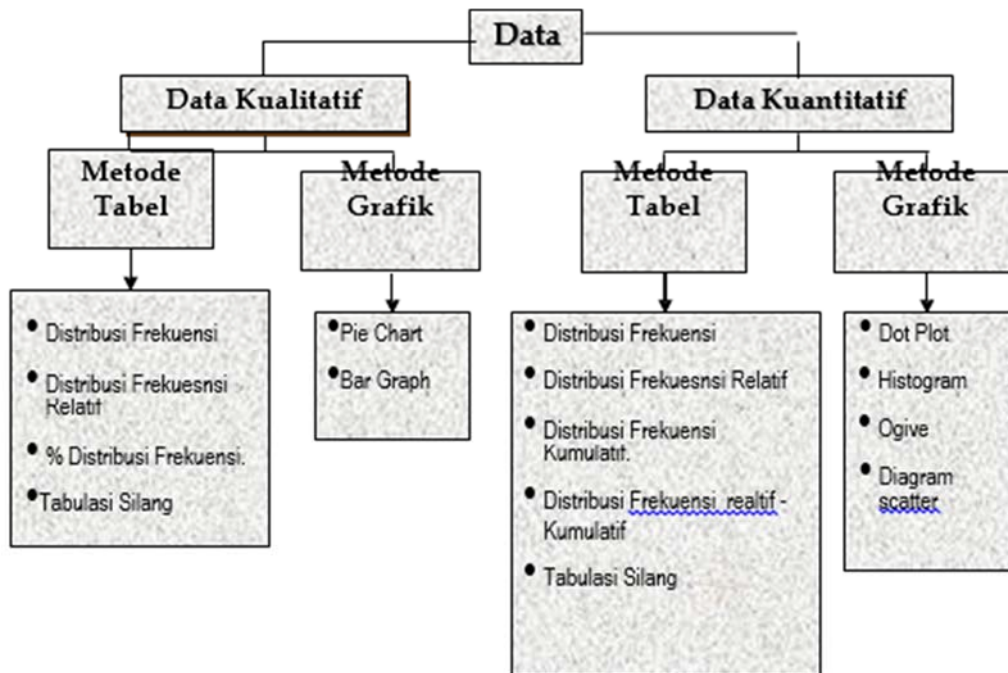 Data
Data Kualitatif
Data Kuantitatif
Metode
Tabel
Metode
Grafik
Metode
Tabel
Metode
Grafik
• Distribusi Frekuensi
• Distribusi Frekuesnsi
Relatif
• % Distribusi Frekuensi.
• Tabulasi Silang
• Pie Chart
• Bar Graph
• Distribusi Frekuensi
• Distribusi Frekuesnsi Relatif
• Distribusi Frekuensi
Kumulatif.
• Distribusi Frekuensi realtif -
Kumulatif
• Tabulasi Silang
• Dot Plot
• Histogram
• Ogive
• Diagram
scatter